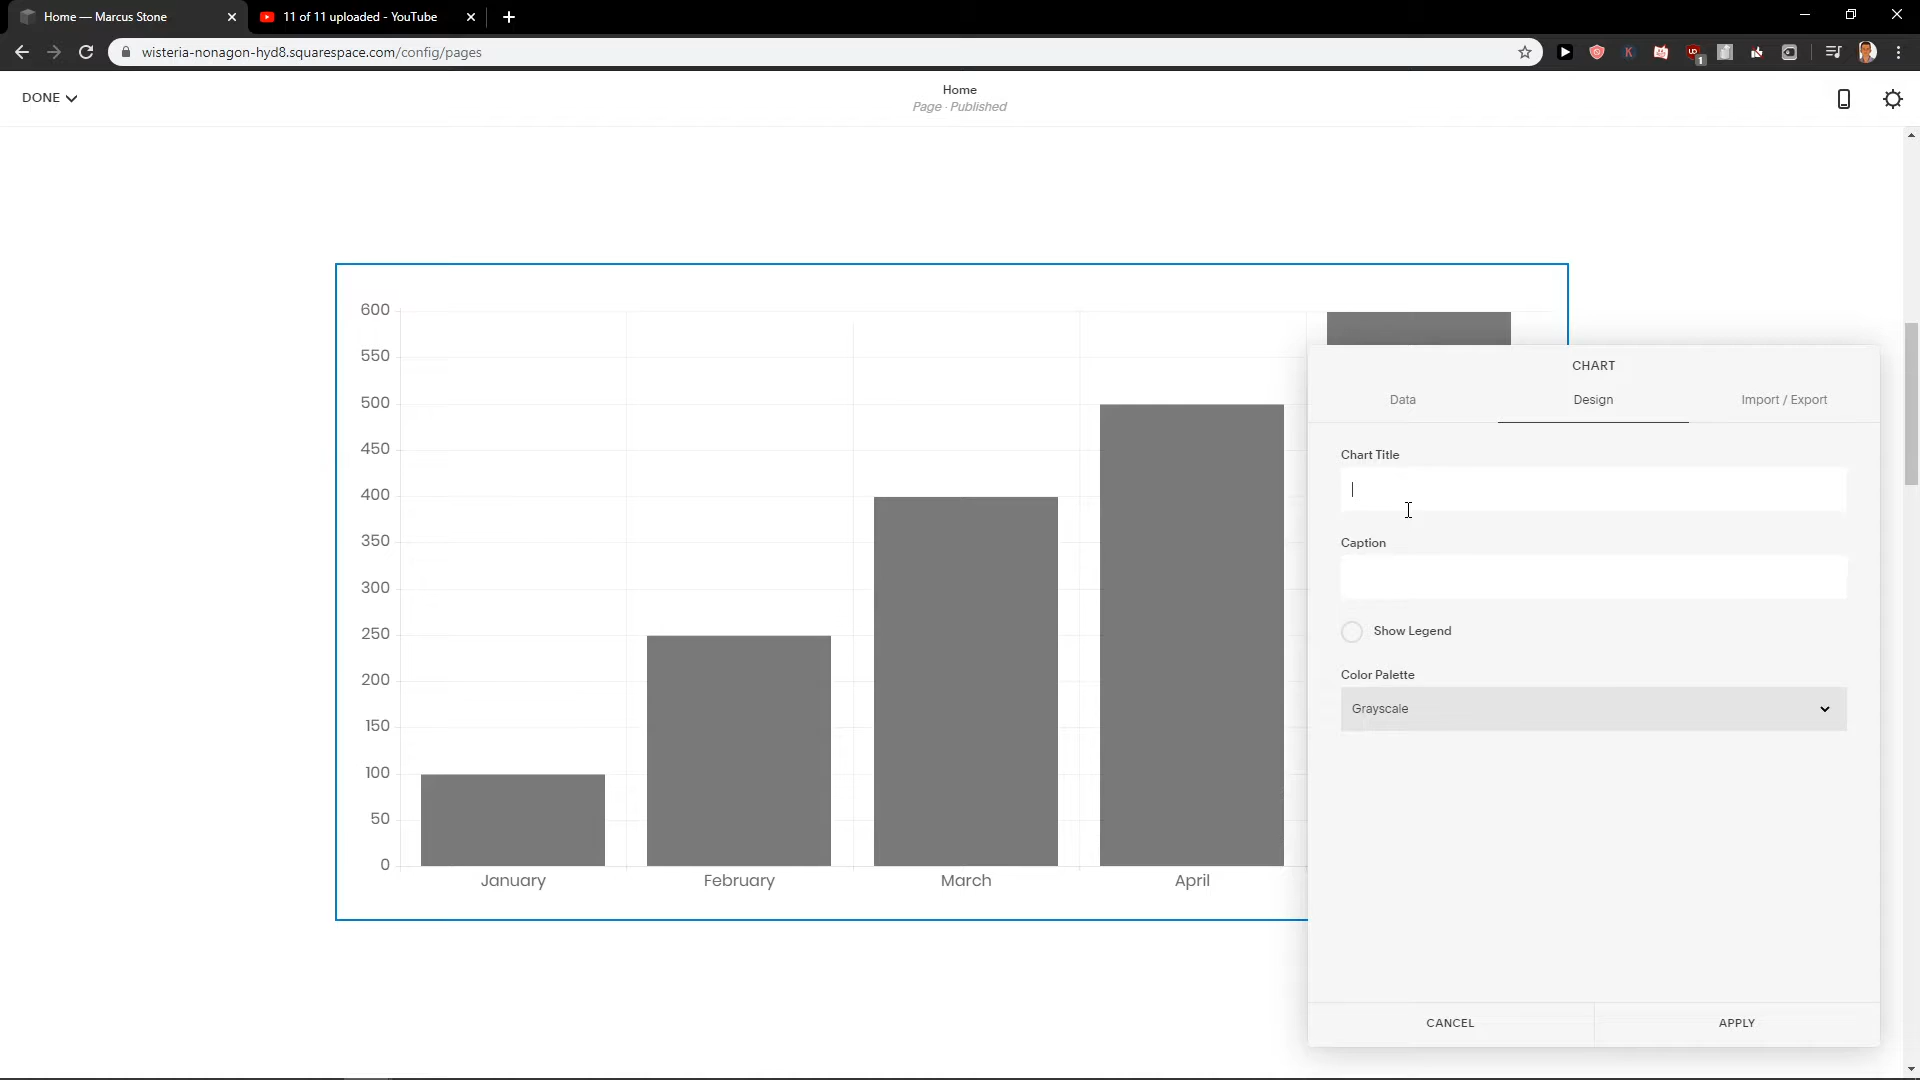 Home — Marcus Stone
11 of 11 uploaded - YouTube
wisteria-nonagon-hyd8.squarespace.com/config/pages
K
UD
1
DONE
Home
Page · Published
600
550
500
450
400
350
300
250
200
150
100
50
0
January
February
March
April
CHART
Data
Design
Import / Export
Chart Title
Caption
Show Legend
Color Palette
Grayscale
CANCEL
APPLY